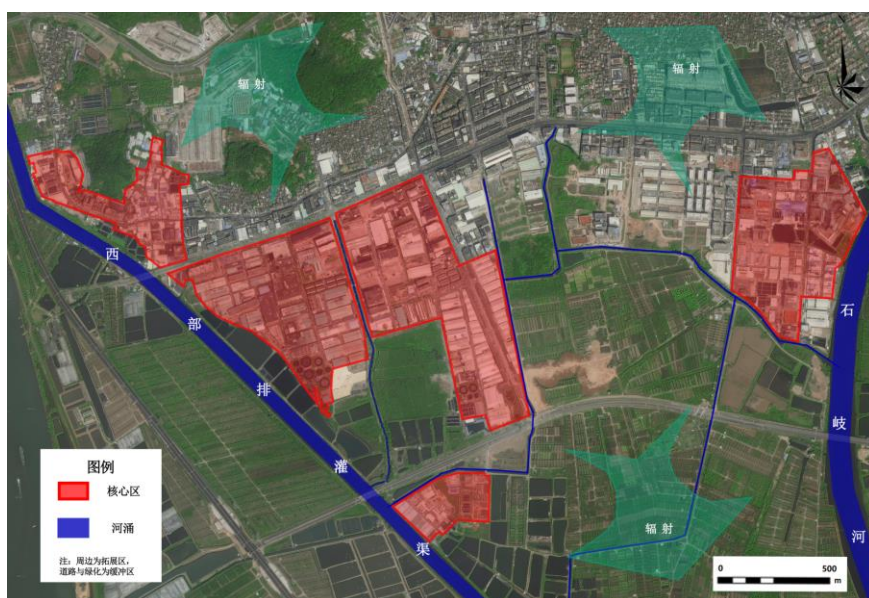 辐 射
辐 射
西
部
排
灌
渠
石
岐
河
辐 射
图例
核心区
河涌
注：周边为拓展区，
道路与绿化为缓冲区
0 500
m